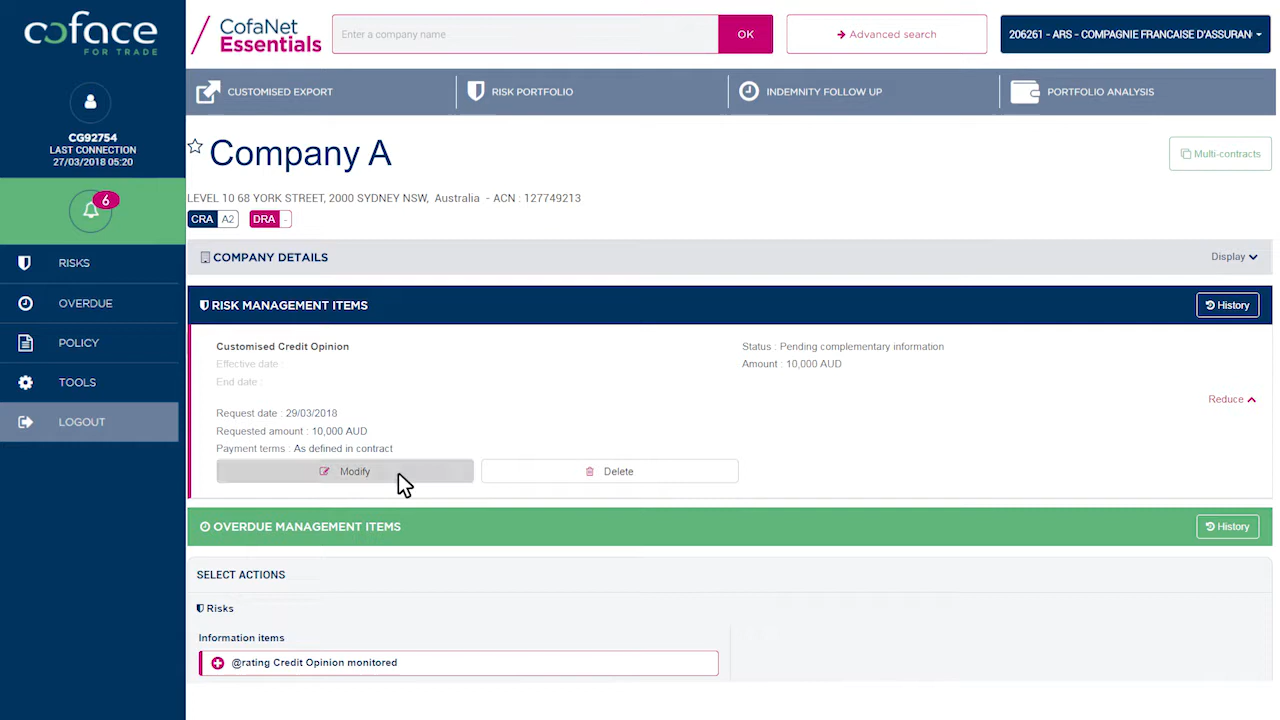 coface
FOR TRADE
CofaNet
Essentials
Enter a company name
OK
Advanced search
206261 - ARS - COMPAGNIE FRANCAISE D'ASSURAN
CG92754
LAST CONNECTION
27/03/2018 05:20
6
RISKS
OVERDUE
POLICY
TOOLS
LOGOUT
CUSTOMISED EXPORT
RISK PORTFOLIO
INDEMNITY FOLLOW UP
PORTFOLIO ANALYSIS
Company A
Multi-contracts
LEVEL 10 68 YORK STREET, 2000 SYDNEY NSW, Australia - ACN : 127749213
CRA A2 DRA -
COMPANY DETAILS
Display
RISK MANAGEMENT ITEMS
History
Customised Credit Opinion
Effective date :
End date :
Status : Pending complementary information
Amount : 10,000 AUD
Reduce
Request date : 29/03/2018
Requested amount : 10,000 AUD
Payment terms : As defined in contract
Modify
Delete
OVERDUE MANAGEMENT ITEMS
History
SELECT ACTIONS
Risks
Information items
@rating Credit Opinion monitored